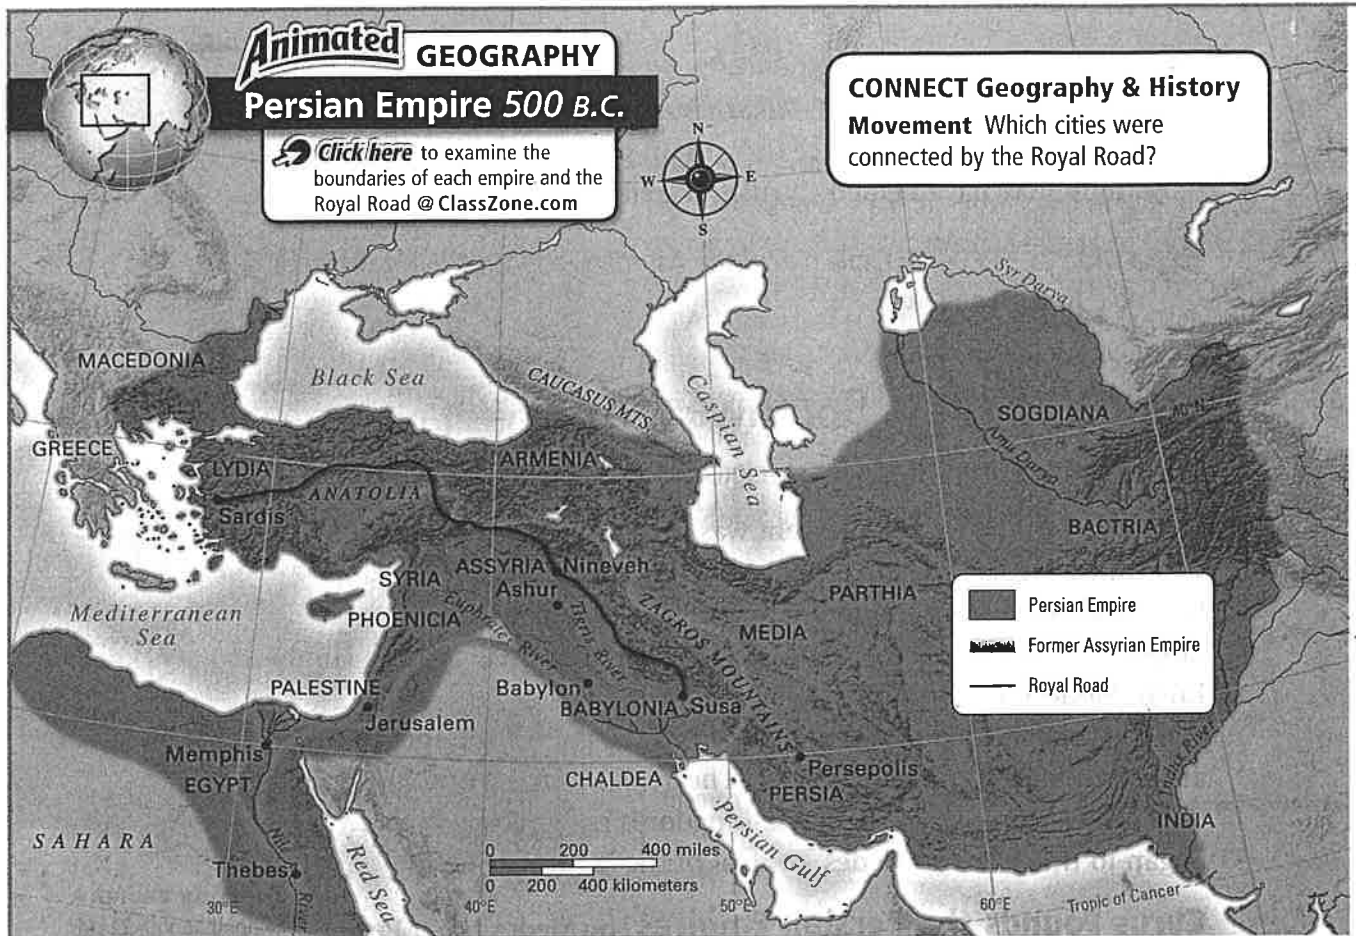 Animated GEOGRAPHY
Persian Empire 500 B.C.
Click here to examine the
boundaries of each empire and the
Royal Road @ ClassZone.com
CONNECT Geography & History
Movement Which cities were
connected by the Royal Road?
N
W
E
S
Syr Darya
MACEDONIA
Black Sea
CAUCASUS MTS.
Caspian Sea
SOGDIANA
40°N
Amu Darya
GREECE
LYDIA
ARMENIA
ANATOLIA
Sardis
BACTRIA
SYRIA
ASSYRIA
Nineveh
Ashur
PARTHIA
Mediterranean
Sea
PHOENICIA
Euphrates River
Tigris River
ZAGROS MOUNTAINS
MEDIA
Persian Empire
Former Assyrian Empire
Royal Road
PALESTINE
Babylon
BABYLONIA
Susa
Jerusalem
Memphis
EGYPT
CHALDEA
Persepolis
PERSIA
Indus River
INDIA
SAHARA
Persian Gulf
0 200 400 miles
0 200 400 kilometers
Thebes
Nile River
Red Sea
30°E
40°E
50°E
60°E
Tropic of Cancer